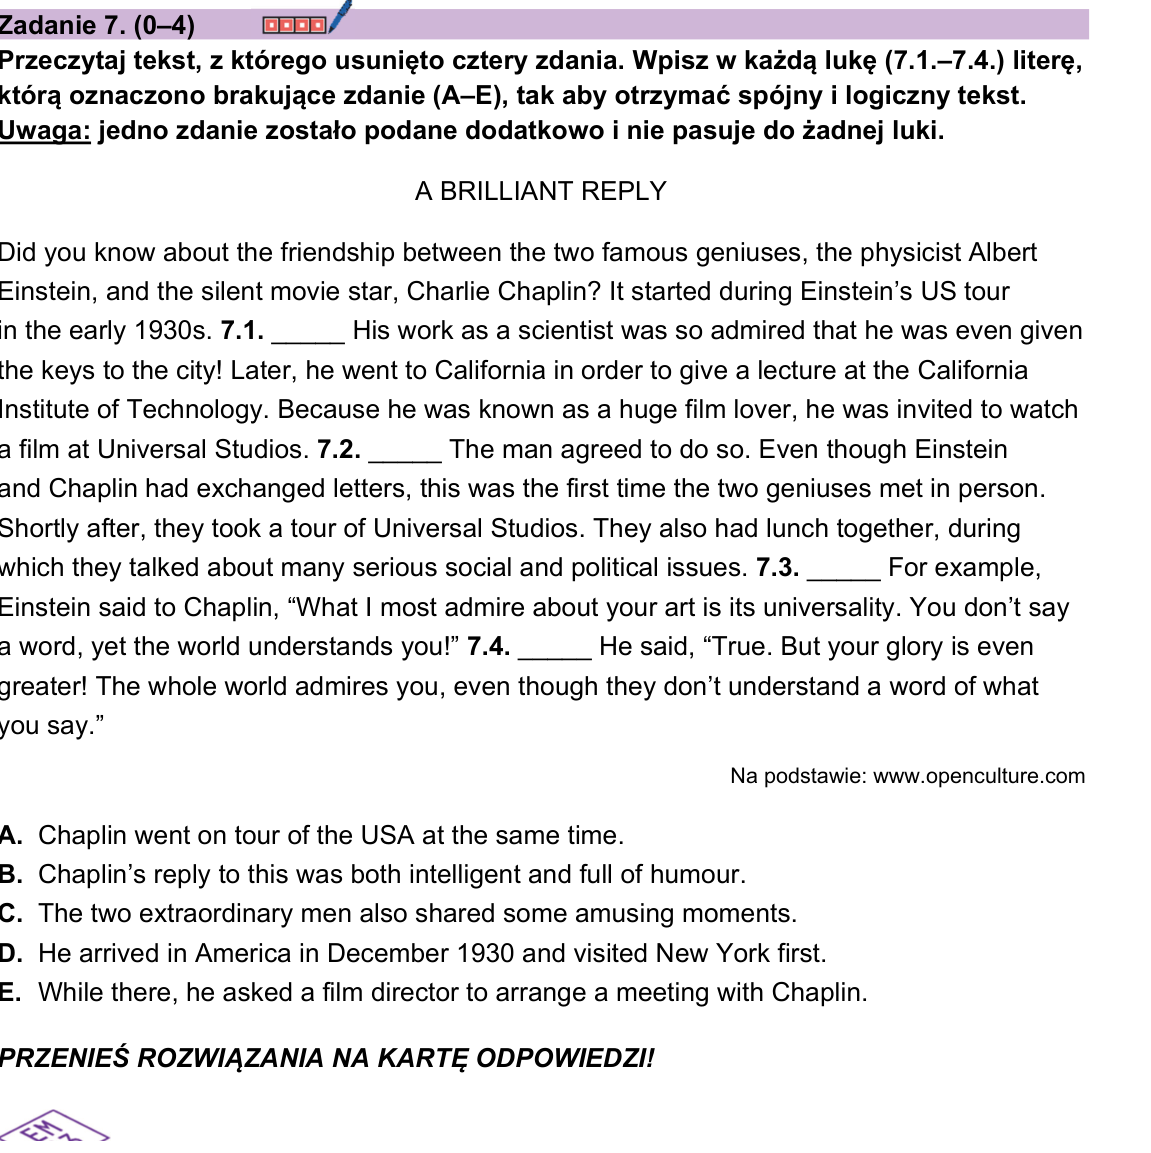 Zadanie 7. (0–4)
Przeczytaj tekst, z którego usunięto cztery zdania. Wpisz w każdą lukę (7.1.–7.4.) literę,
którą oznaczono brakujące zdanie (A–E), tak aby otrzymać spójny i logiczny tekst.
Uwaga: jedno zdanie zostało podane dodatkowo i nie pasuje do żadnej luki.
A BRILLIANT REPLY
Did you know about the friendship between the two famous geniuses, the physicist Albert
Einstein, and the silent movie star, Charlie Chaplin? It started during Einstein’s US tour
in the early 1930s. 7.1. _____ His work as a scientist was so admired that he was even given
the keys to the city! Later, he went to California in order to give a lecture at the California
Institute of Technology. Because he was known as a huge film lover, he was invited to watch
a film at Universal Studios. 7.2. _____ The man agreed to do so. Even though Einstein
and Chaplin had exchanged letters, this was the first time the two geniuses met in person.
Shortly after, they took a tour of Universal Studios. They also had lunch together, during
which they talked about many serious social and political issues. 7.3. _____ For example,
Einstein said to Chaplin, “What I most admire about your art is its universality. You don’t say
a word, yet the world understands you!” 7.4. _____ He said, “True. But your glory is even
greater! The whole world admires you, even though they don’t understand a word of what
you say.”
Na podstawie: www.openculture.com
A. Chaplin went on tour of the USA at the same time.
B. Chaplin’s reply to this was both intelligent and full of humour.
C. The two extraordinary men also shared some amusing moments.
D. He arrived in America in December 1930 and visited New York first.
E. While there, he asked a film director to arrange a meeting with Chaplin.
PRZENIEŚ ROZWIĄZANIA NA KARTĘ ODPOWIEDZI!